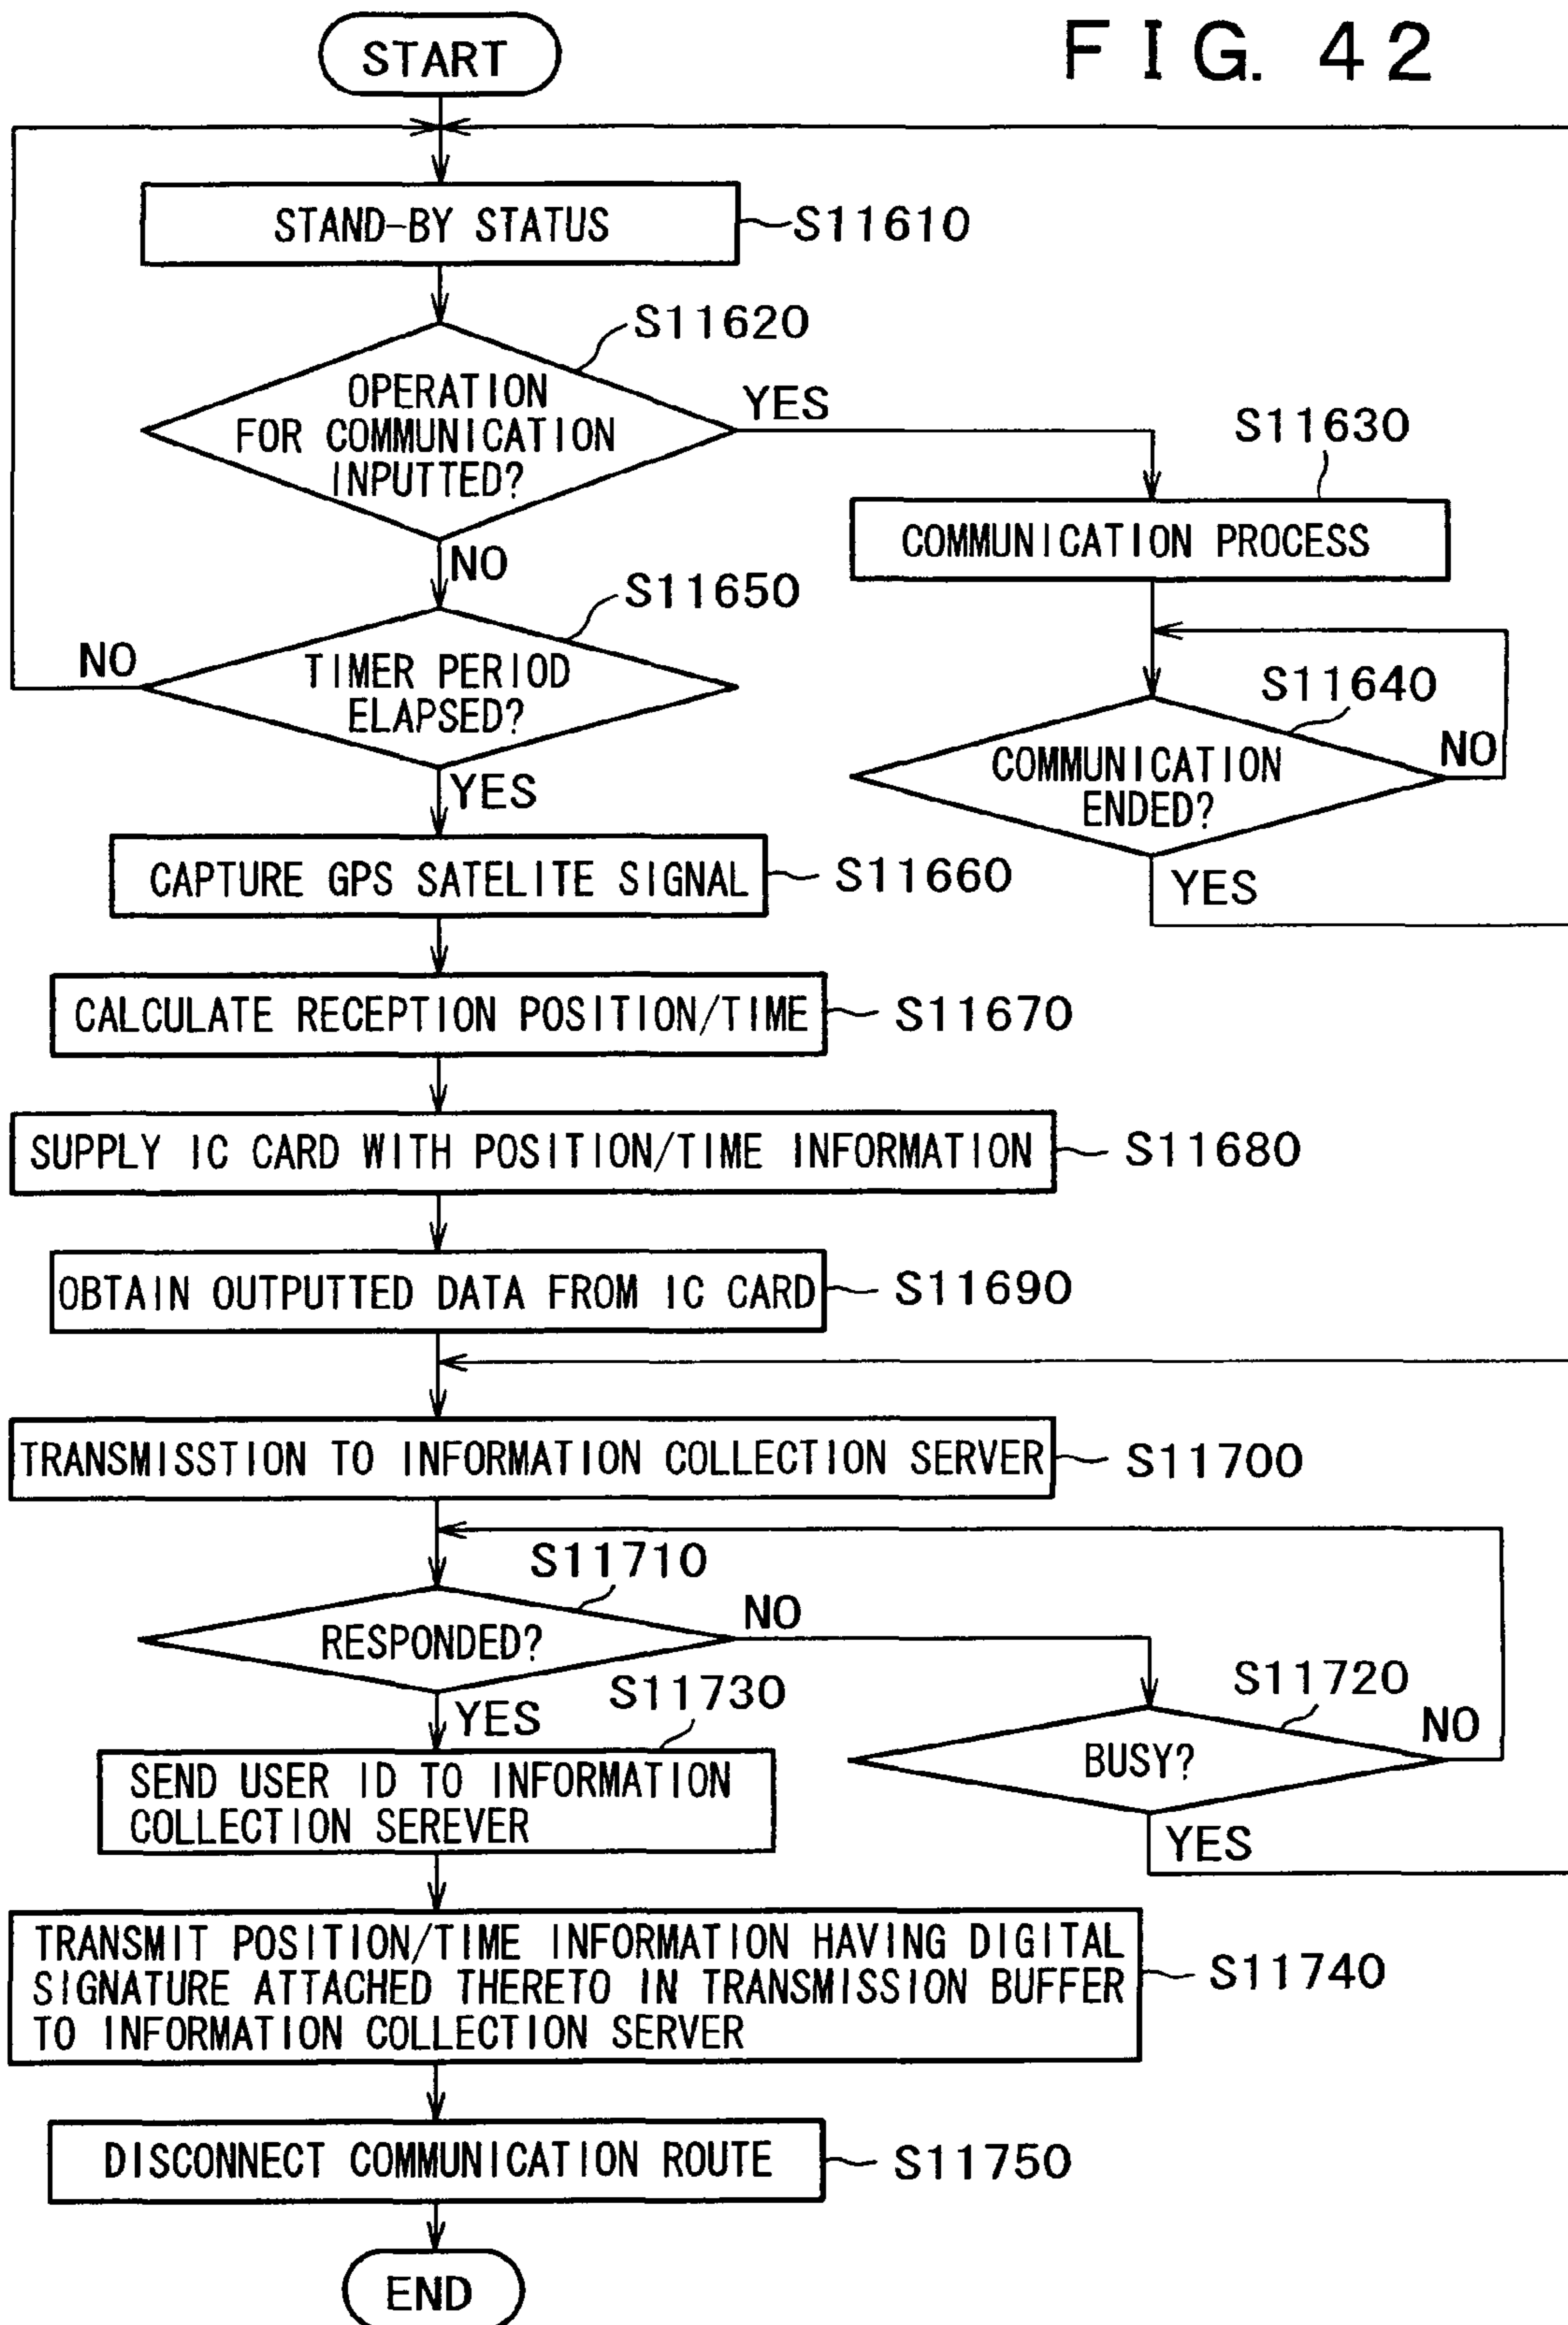 FIG. 42
START
STAND-BY STATUS
S11610
S11620
OPERATION
FOR COMMUNICATION
INPUTTED?
YES
NO
S11630
COMMUNICATION PROCESS
S11640
COMMUNICATION
ENDED?
NO
YES
S11650
TIMER PERIOD
ELAPSED?
NO
YES
CAPTURE GPS SATELITE SIGNAL
S11660
CALCULATE RECEPTION POSITION/TIME
S11670
SUPPLY IC CARD WITH POSITION/TIME INFORMATION
S11680
OBTAIN OUTPUTTED DATA FROM IC CARD
S11690
TRANSMISSTION TO INFORMATION COLLECTION SERVER
S11700
S11710
RESPONDED?
NO
YES
S11720
BUSY?
NO
YES
S11730
SEND USER ID TO INFORMATION
COLLECTION SEREVER
TRANSMIT POSITION/TIME INFORMATION HAVING DIGITAL
SIGNATURE ATTACHED THERETO IN TRANSMISSION BUFFER
TO INFORMATION COLLECTION SERVER
S11740
DISCONNECT COMMUNICATION ROUTE
S11750
END